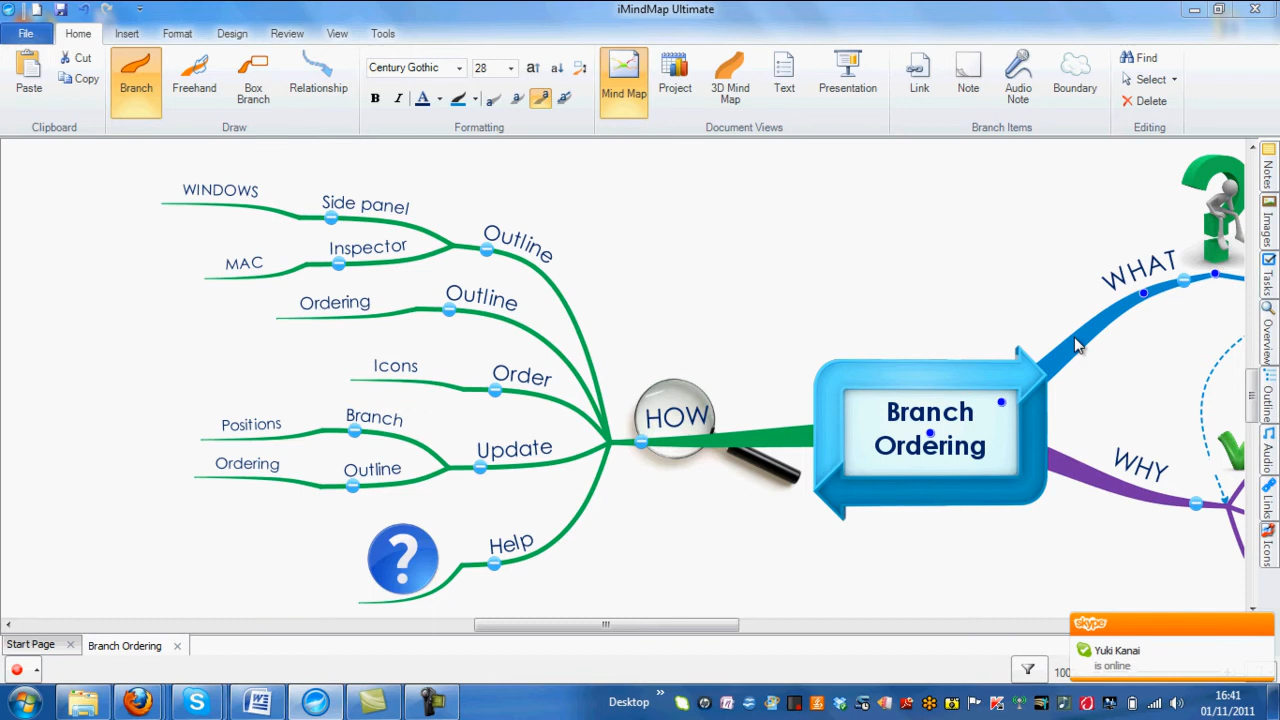 iMindMap Ultimate
File
Home
Insert
Format
Design
Review
View
Tools
Paste
Cut
Copy
Clipboard
Branch
Freehand
Box Branch
Relationship
Draw
Century Gothic
28
B
I
A
Formatting
Mind Map
Project
3D Mind Map
Text
Presentation
Document Views
Link
Note
Audio Note
Boundary
Branch Items
Find
Select
Delete
Editing
WINDOWS
Side panel
Outline
MAC
Inspector
Ordering
Outline
Icons
Order
Positions
Branch
Update
Ordering
Outline
Help
?
HOW
Branch
Ordering
WHAT
WHY
Notes
Images
Tasks
Overview
Outline
Audio
Links
Icons
Start Page
Branch Ordering
100
skype
Yuki Kanai
is online
Desktop
16:41
01/11/2011